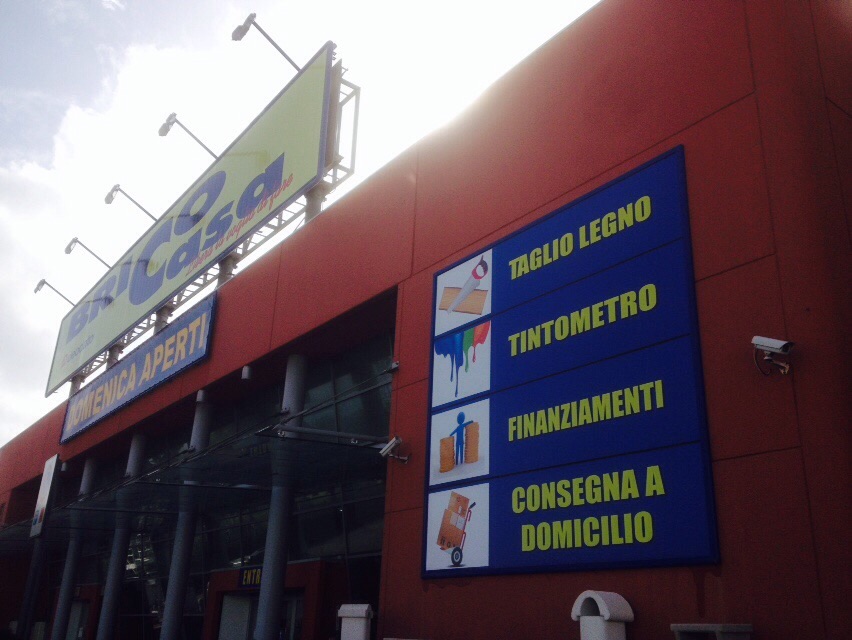 BRICO
Casa
DOMENICA APERTI
TAGLIO LEGNO
TINTOMETRO
FINANZIAMENTI
CONSEGNA A
DOMICILIO